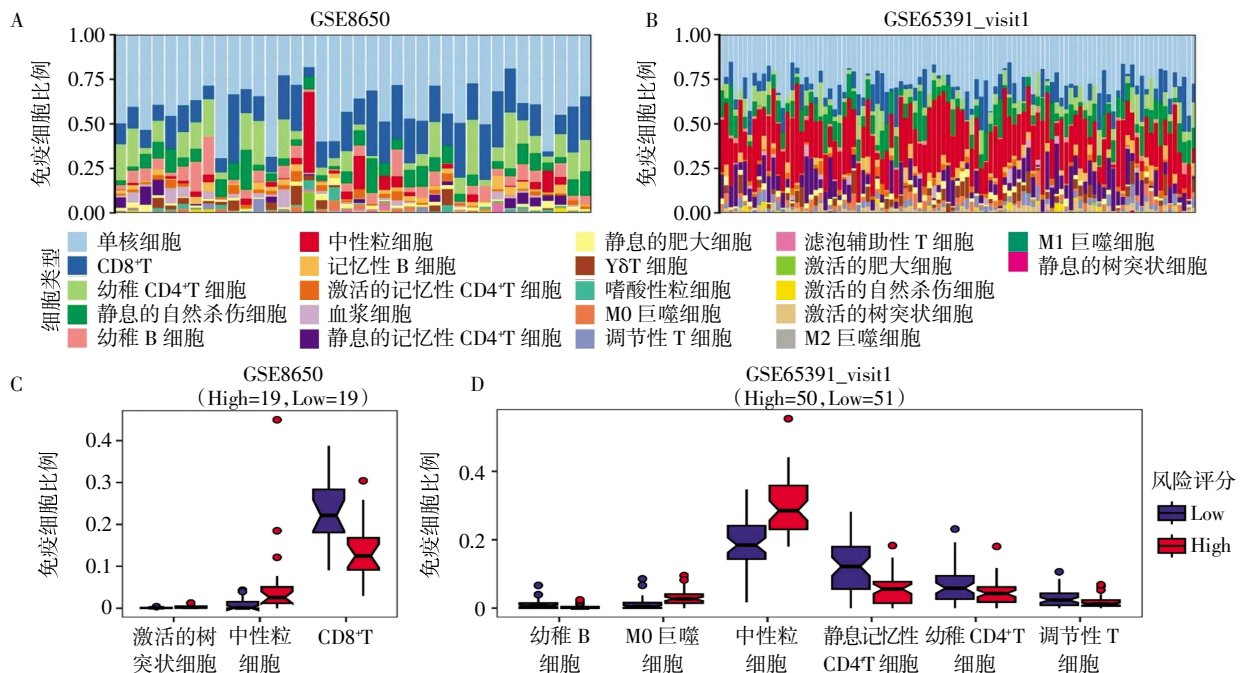 A
GSE8650
免疫细胞比例
1.00
0.75
0.50
0.25
0.00
B
GSE65391_visit1
免疫细胞比例
1.00
0.75
0.50
0.25
0.00
细胞类型
单核细胞
CD8⁺T
幼稚 CD4⁺T 细胞
静息的自然杀伤细胞
幼稚 B 细胞
中性粒细胞
记忆性 B 细胞
激活的记忆性 CD4⁺T 细胞
血浆细胞
静息的记忆性 CD4⁺T 细胞
静息的肥大细胞
YδT 细胞
嗜酸性粒细胞
M0 巨噬细胞
调节性 T 细胞
滤泡辅助性 T 细胞
激活的肥大细胞
激活的自然杀伤细胞
激活的树突状细胞
M2 巨噬细胞
M1 巨噬细胞
静息的树突状细胞
C
GSE8650
（High=19,Low=19）
免疫细胞比例
0.4
0.3
0.2
0.1
0
激活的树
突状细胞
中性粒
细胞
CD8⁺T
D
GSE65391_visit1
（High=50,Low=51）
免疫细胞比例
0.4
0.2
0
幼稚 B
细胞
M0 巨噬
细胞
中性粒
细胞
静息记忆性
CD4⁺T 细胞
幼稚 CD4⁺T
细胞
调节性 T
细胞
风险评分
Low
High